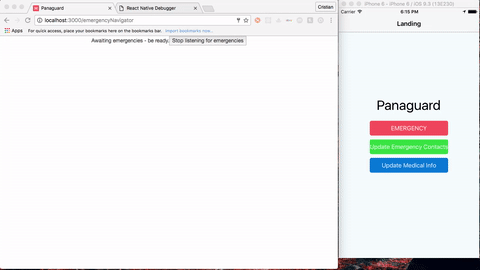 Panaguard
React Native Debugger
Cristian
localhost:3000/emergencyNavigator
Apps
For quick access, place your bookmarks here on the bookmarks bar.
Import bookmarks now...
Awaiting emergencies - be ready.
Stop listening for emergencies
iPhone 6 - iPhone 6 / iOS 9.3 (13E230)
Carrier
6:15 PM
Landing
Panaguard
EMERGENCY
Update Emergency Contacts
Update Medical Info